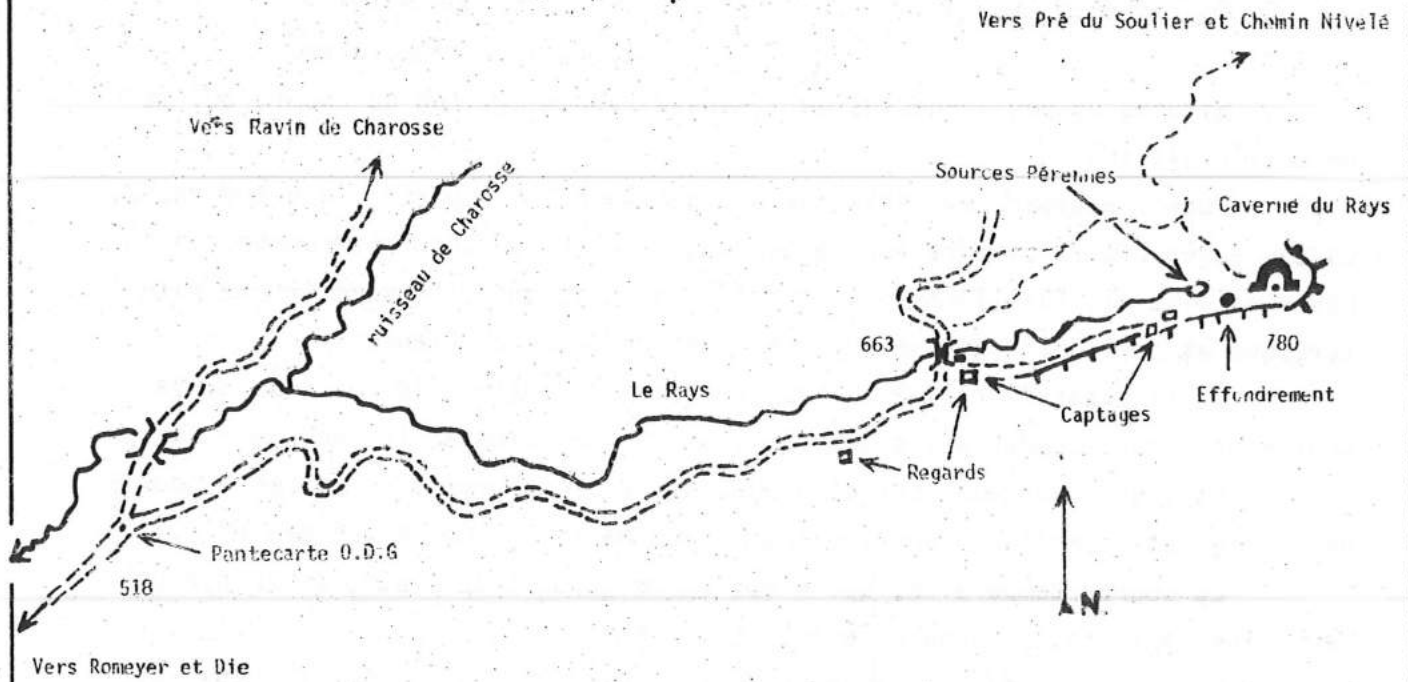 Vers Pré du Soulier et Chemin Nivelé
Vers Ravin de Charosse
ruisseau de Charosse
Sources Pérennes
Caverne du Rays
663
780
Le Rays
Effondrement
Captages
Regards
Pantecarte O.D.G
518
N.
Vers Romeyer et Die